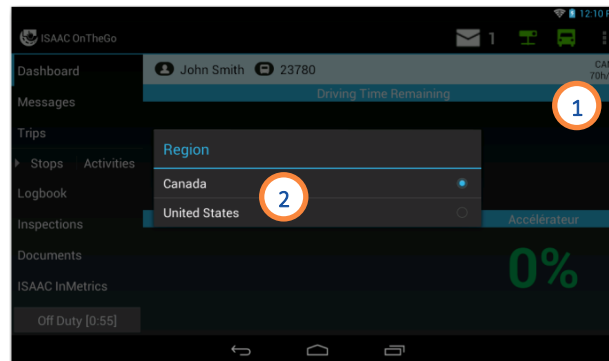 12:10 P
ISAAC OnTheGo
1
Dashboard
John Smith 23780
CAN
70h/
Driving Time Remaining
1
Messages
Trips
Region
Stops Activities
Canada
2
Logbook
United States
Inspections
Accélérateur
Documents
0%
ISAAC InMetrics
Off Duty [0:55]